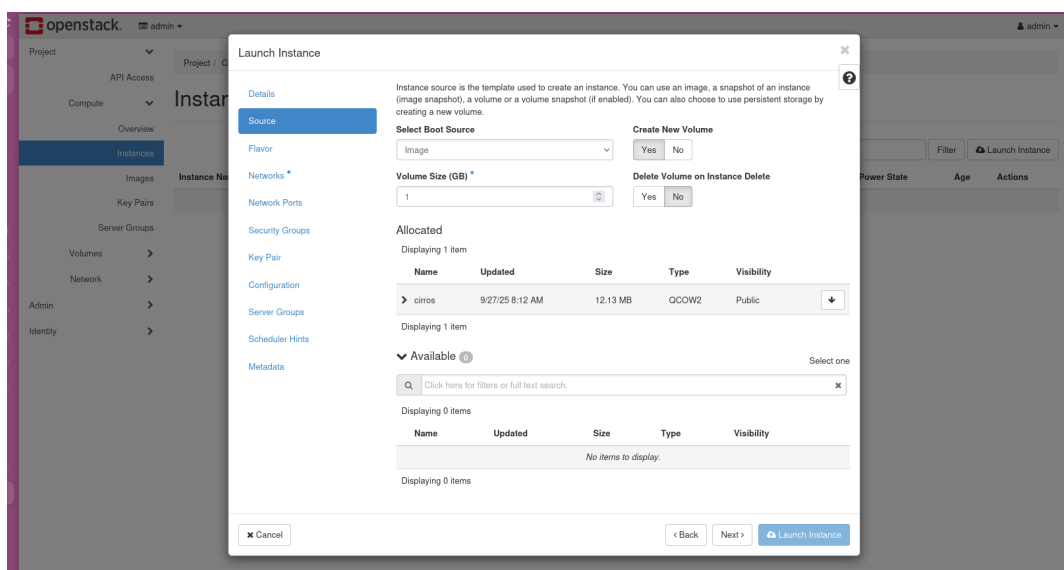 openstack.
admin
admin
Project
Project / C
API Access
Compute
Instan
Overview
Instances
Images
Key Pairs
Server Groups
Volumes
Network
Admin
Identity
Filter
Launch Instance
Instance Na
Power State
Age
Actions
Launch Instance
Details
Source
Flavor
Networks *
Network Ports
Security Groups
Key Pair
Configuration
Server Groups
Scheduler Hints
Metadata
Instance source is the template used to create an instance. You can use an image, a snapshot of an instance
(image snapshot), a volume or a volume snapshot (if enabled). You can also choose to use persistent storage by
creating a new volume.
Select Boot Source
Create New Volume
Image
Yes No
Volume Size (GB) *
Delete Volume on Instance Delete
1
Yes No
Allocated
Displaying 1 item
Name Updated Size Type Visibility
cirros 9/27/25 8:12 AM 12.13 MB QCOW2 Public
Displaying 1 item
Available 0
Select one
Click here for filters or full text search.
Displaying 0 items
Name Updated Size Type Visibility
No items to display.
Displaying 0 items
Cancel
‹ Back
Next ›
Launch Instance